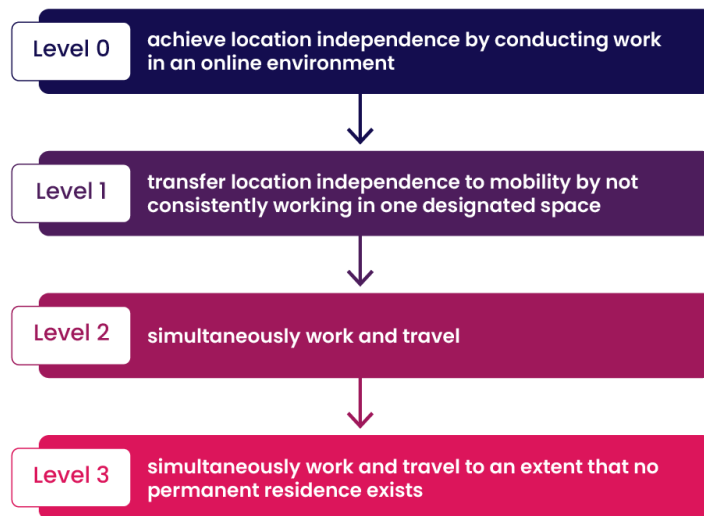 Level 0
achieve location independence by conducting work
in an online environment
Level 1
transfer location independence to mobility by not
consistently working in one designated space
Level 2
simultaneously work and travel
Level 3
simultaneously work and travel to an extent that no
permanent residence exists